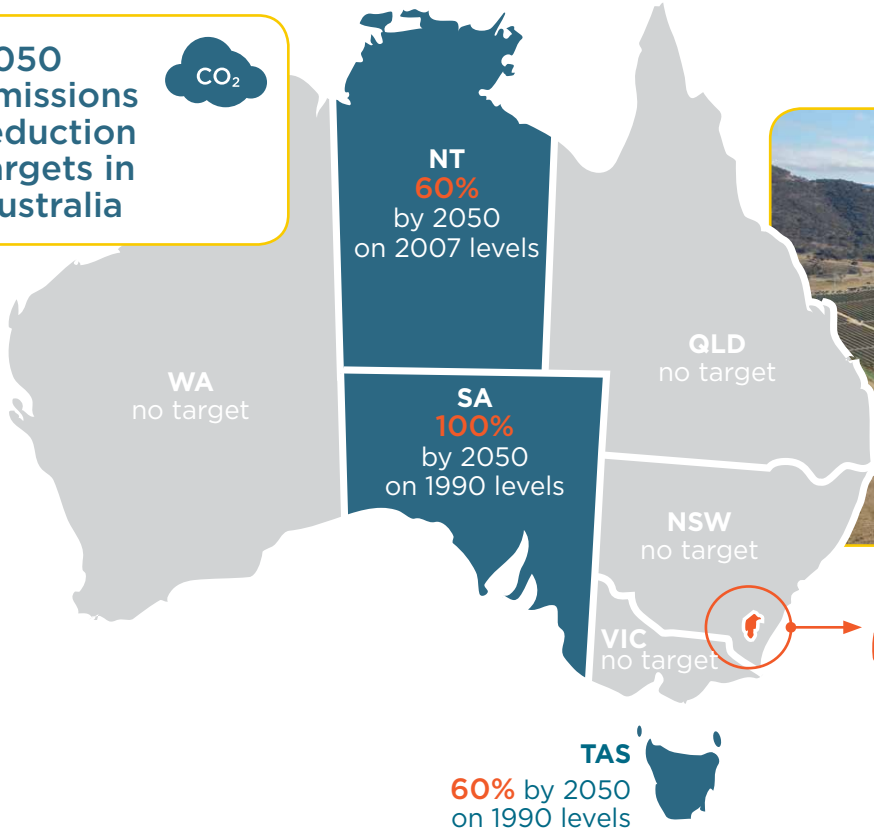 050
missions
eduction
argets in
ustralia
CO₂
NT
60%
by 2050
on 2007 levels
WA
no target
QLD
no target
SA
100%
by 2050
on 1990 levels
NSW
no target
VIC
no target
TAS
60% by 2050
on 1990 levels